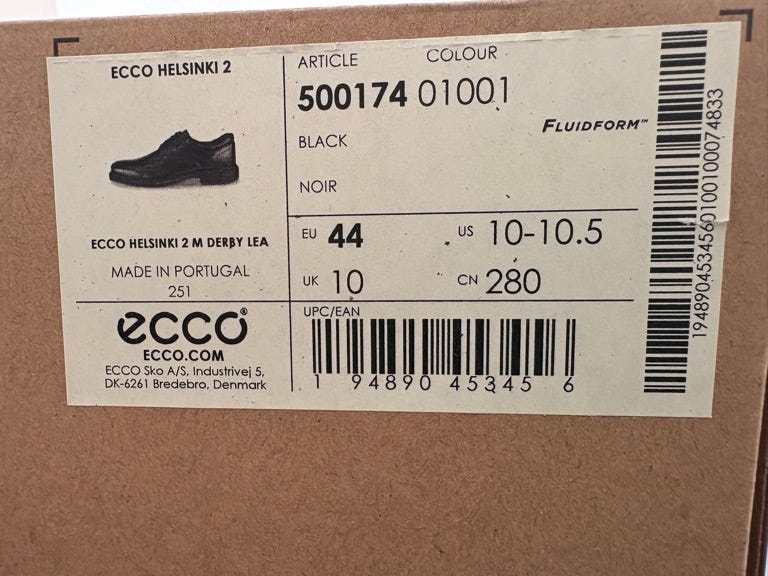 ECCO HELSINKI 2
ECCO HELSINKI 2 M DERBY LEA
MADE IN PORTUGAL
251
ecco®
ECCO.COM
ECCO Sko A/S, Industrivej 5,
DK-6261 Bredebro, Denmark
ARTICLE COLOUR
500174 01001
FLUIDFORM™
BLACK
NOIR
EU 44 US 10-10.5
UK 10 CN 280
UPC/EAN
1 94890 45345 6
1948904534560100100074833